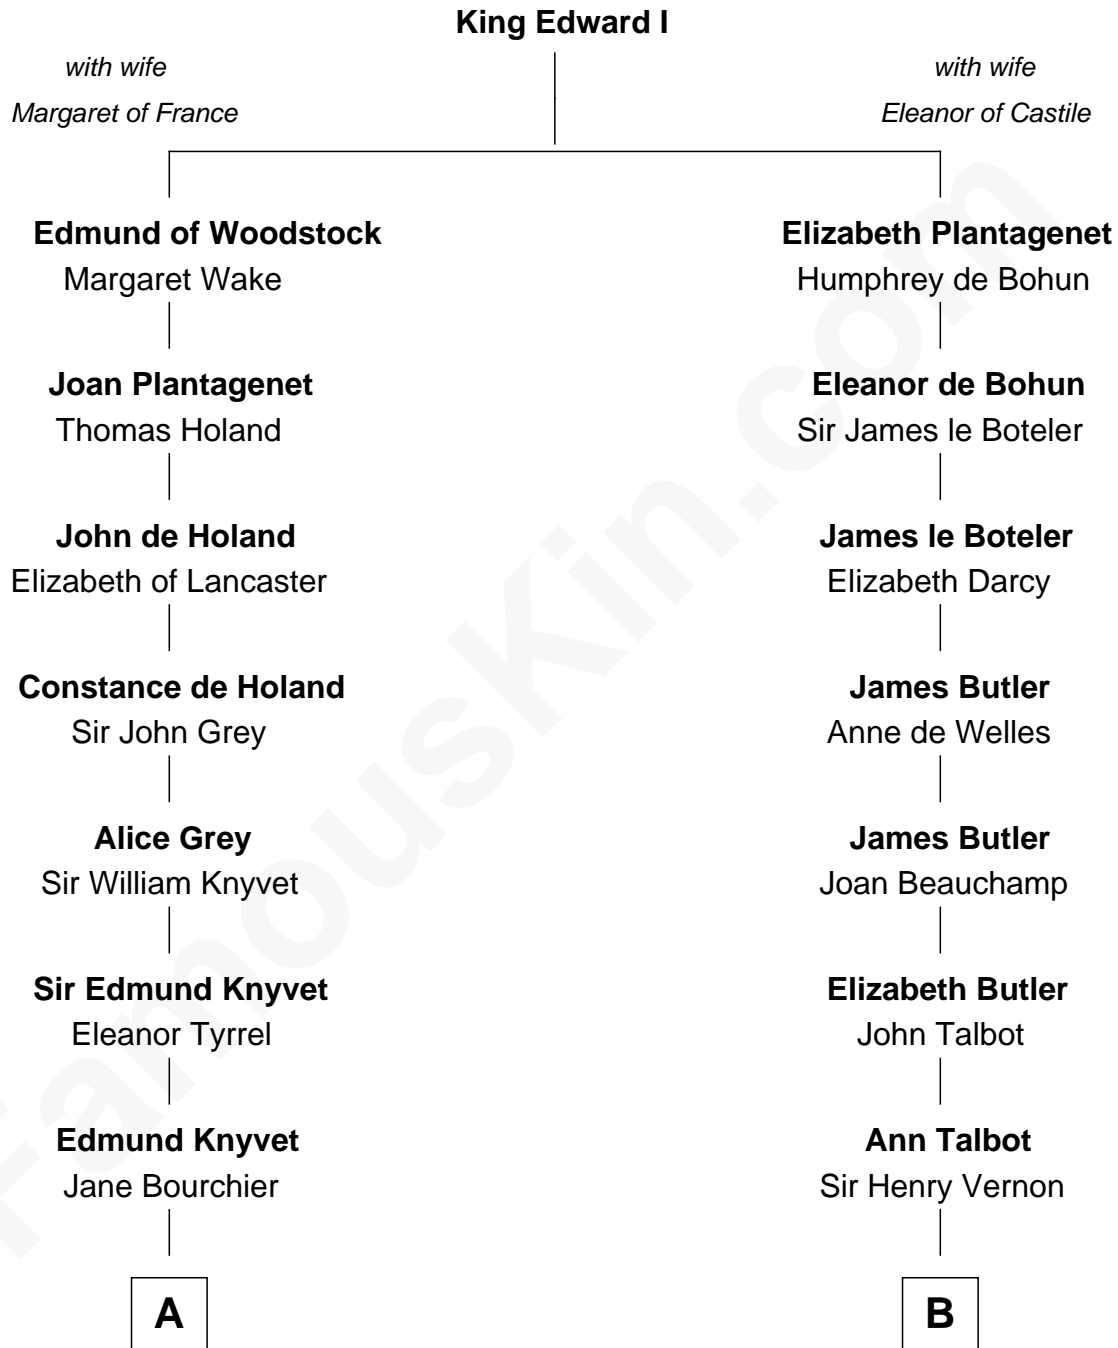 King Edward I
with wife
Margaret of France
with wife
Eleanor of Castile
Edmund of Woodstock
Margaret Wake
Elizabeth Plantagenet
Humphrey de Bohun
Joan Plantagenet
Thomas Holand
Eleanor de Bohun
Sir James le Boteler
John de Holand
Elizabeth of Lancaster
James le Boteler
Elizabeth Darcy
Constance de Holand
Sir John Grey
James Butler
Anne de Welles
Alice Grey
Sir William Knyvet
James Butler
Joan Beauchamp
Sir Edmund Knyvet
Eleanor Tyrrel
Elizabeth Butler
John Talbot
Edmund Knyvet
Jane Bourchier
Ann Talbot
Sir Henry Vernon
A
B
FamousKin.com